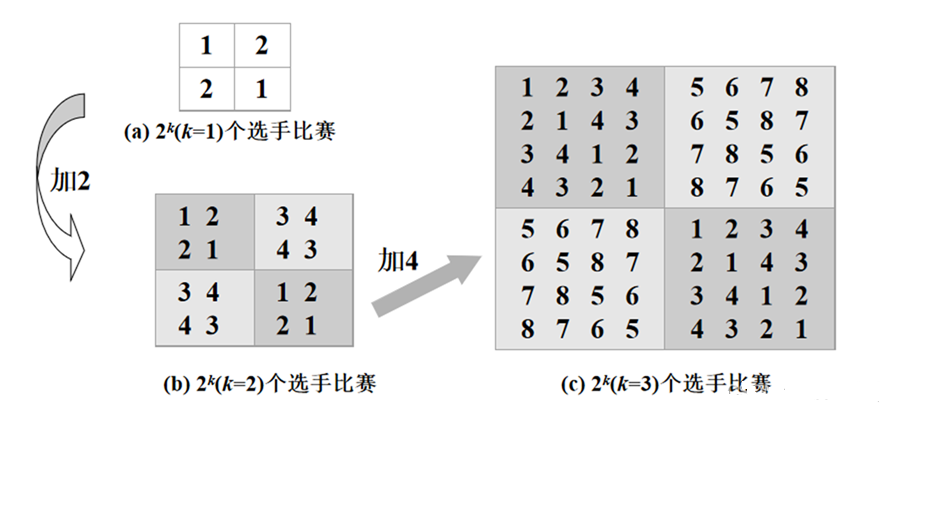 1 2
2 1
(a) 2ᵏ(k=1)个选手比赛
加2
1 2 3 4
2 1 4 3
3 4 1 2
4 3 2 1
(b) 2ᵏ(k=2)个选手比赛
加4
1 2 3 4 5 6 7 8
2 1 4 3 6 5 8 7
3 4 1 2 7 8 5 6
4 3 2 1 8 7 6 5
5 6 7 8 1 2 3 4
6 5 8 7 2 1 4 3
7 8 5 6 3 4 1 2
8 7 6 5 4 3 2 1
(c) 2ᵏ(k=3)个选手比赛